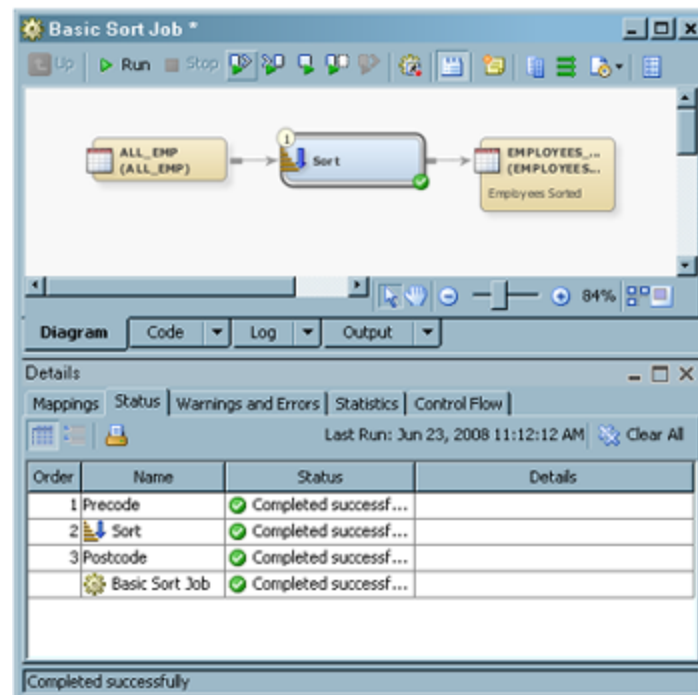 Basic Sort Job *
Up Run Stop
ALL_EMP
(ALL_EMP)
1
Sort
EMPLOYEES_...
(EMPLOYEES...
Employees Sorted
84%
Diagram Code Log Output
Details
Mappings Status Warnings and Errors Statistics Control Flow
Last Run: Jun 23, 2008 11:12:12 AM Clear All
Order Name Status Details
1 Precode Completed successf...
2 Sort Completed successf...
3 Postcode Completed successf...
Basic Sort Job Completed successf...
Completed successfully